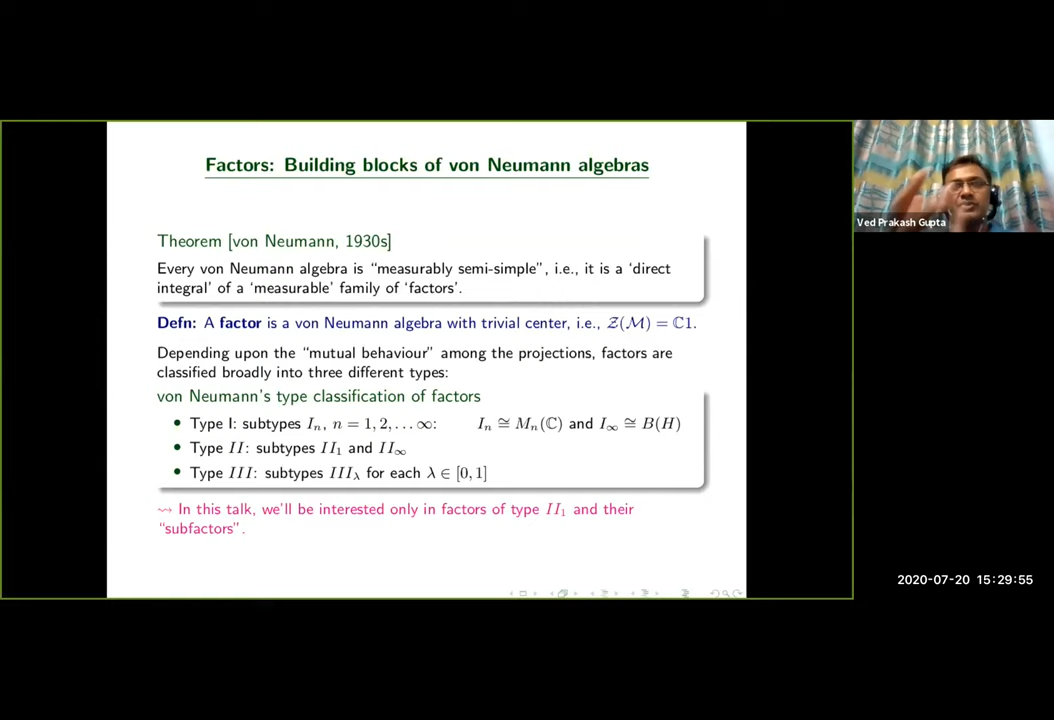 Factors: Building blocks of von Neumann algebras
Theorem [von Neumann, 1930s]
Every von Neumann algebra is “measurably semi-simple”, i.e., it is a ‘direct
integral’ of a ‘measurable’ family of ‘factors’.
Defn: A factor is a von Neumann algebra with trivial center, i.e., 𝒵(ℳ) = ℂ1.
Depending upon the “mutual behaviour” among the projections, factors are
classified broadly into three different types:
von Neumann's type classification of factors
• Type I: subtypes Iₙ, n = 1, 2, . . . ∞: Iₙ ≅ Mₙ(ℂ) and I∞ ≅ B(H)
• Type II: subtypes II₁ and II∞
• Type III: subtypes III_λ for each λ ∈ [0, 1]
⇝ In this talk, we'll be interested only in factors of type II₁ and their
“subfactors”.
Ved Prakash Gupta
2020-07-20 15:29:55